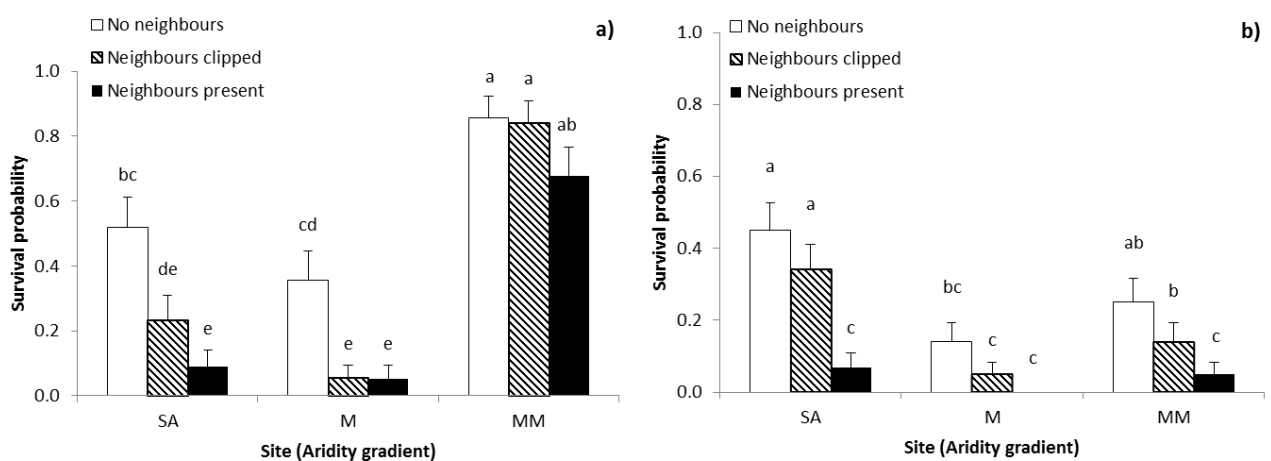 No neighbours
a)
Neighbours clipped
Neighbours present
Survival probability
1.0
0.8
0.6
0.4
0.2
0.0
bc
de
e
cd
e
e
a
a
ab
SA
M
MM
Site (Aridity gradient)
No neighbours
b)
Neighbours clipped
Neighbours present
Survival probability
1.0
0.8
0.6
0.4
0.2
0.0
a
a
c
bc
c
c
ab
b
c
SA
M
MM
Site (Aridity gradient)